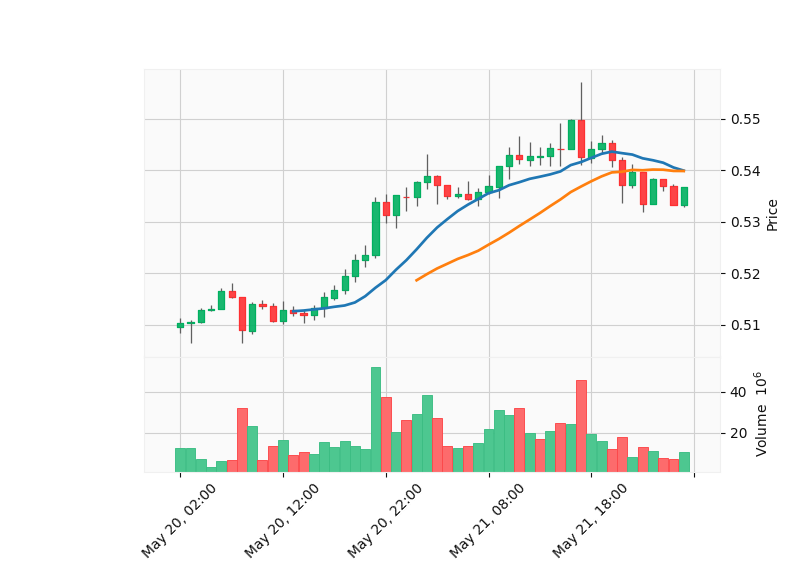 0.55
0.54
0.53
0.52
0.51
Price
40
20
Volume 10^6
May 20, 02:00
May 20, 12:00
May 20, 22:00
May 21, 08:00
May 21, 18:00